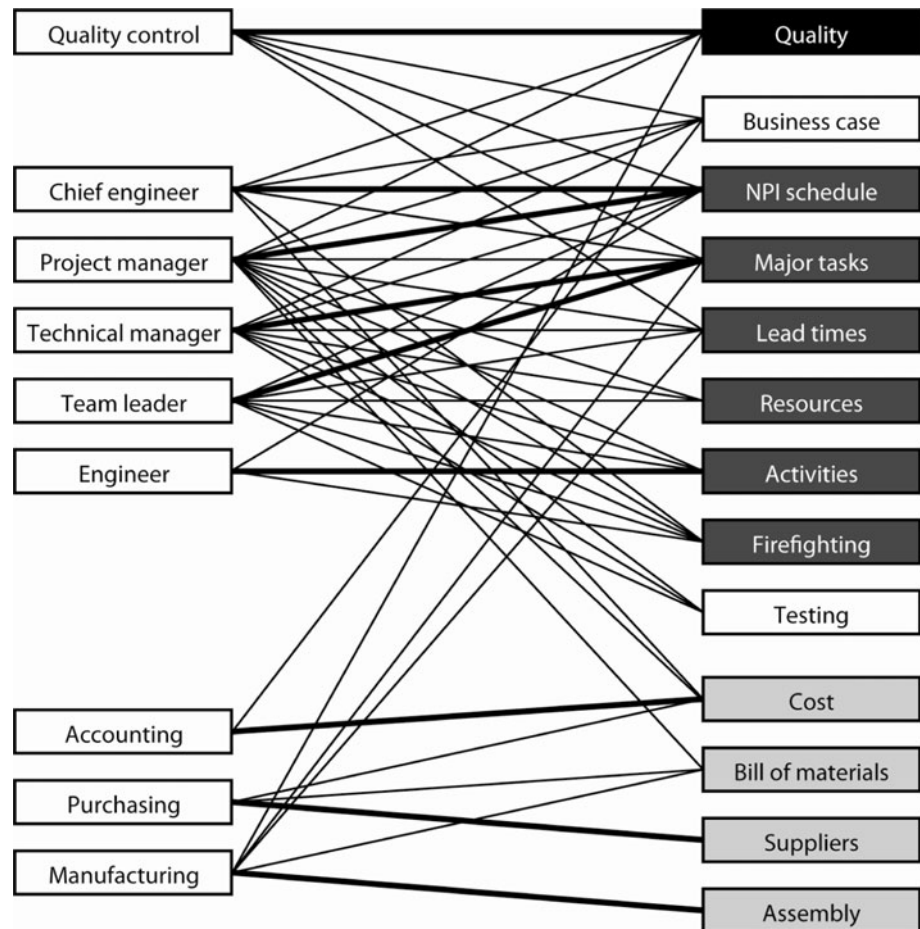 Quality control
Quality
Business case
Chief engineer
NPI schedule
Project manager
Major tasks
Technical manager
Lead times
Team leader
Resources
Engineer
Activities
Firefighting
Testing
Cost
Accounting
Bill of materials
Purchasing
Suppliers
Manufacturing
Assembly